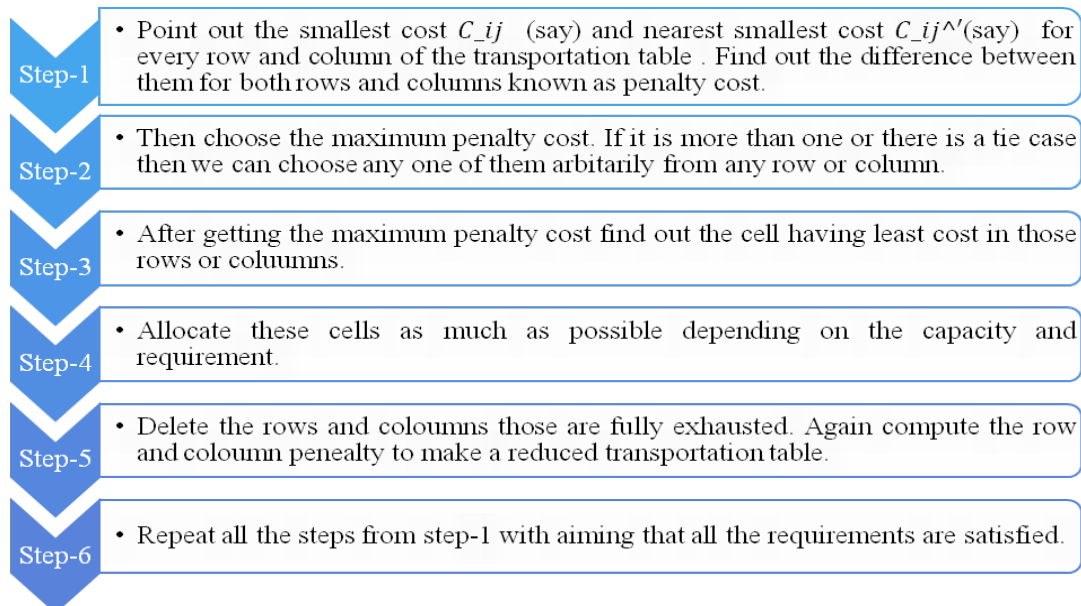 Step-1
• Point out the smallest cost C_ij (say) and nearest smallest cost C_ij^′(say) for
every row and column of the transportation table . Find out the difference between
them for both rows and columns known as penalty cost.
Step-2
• Then choose the maximum penalty cost. If it is more than one or there is a tie case
then we can choose any one of them arbitarily from any row or column.
Step-3
• After getting the maximum penalty cost find out the cell having least cost in those
rows or coluumns.
Step-4
• Allocate these cells as much as possible depending on the capacity and
requirement.
Step-5
• Delete the rows and coloumns those are fully exhausted. Again compute the row
and coloumn penealty to make a reduced transportation table.
Step-6
• Repeat all the steps from step-1 with aiming that all the requirements are satisfied.